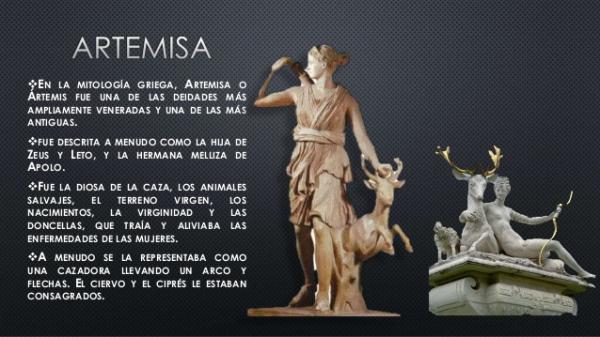 ARTEMISA
❖EN LA MITOLOGÍA GRIEGA, ARTEMISA O
ÁRTEMIS FUE UNA DE LAS DEIDADES MÁS
AMPLIAMENTE VENERADAS Y UNA DE LAS MÁS
ANTIGUAS.
❖FUE DESCRITA A MENUDO COMO LA HIJA DE
ZEUS Y LETO, Y LA HERMANA MELLIZA DE
APOLO.
❖FUE LA DIOSA DE LA CAZA, LOS ANIMALES
SALVAJES, EL TERRENO VIRGEN, LOS
NACIMIENTOS, LA VIRGINIDAD Y LAS
DONCELLAS, QUE TRAÍA Y ALIVIABA LAS
ENFERMEDADES DE LAS MUJERES.
❖A MENUDO SE LA REPRESENTABA COMO
UNA CAZADORA LLEVANDO UN ARCO Y
FLECHAS. EL CIERVO Y EL CIPRÉS LE ESTABAN
CONSAGRADOS.